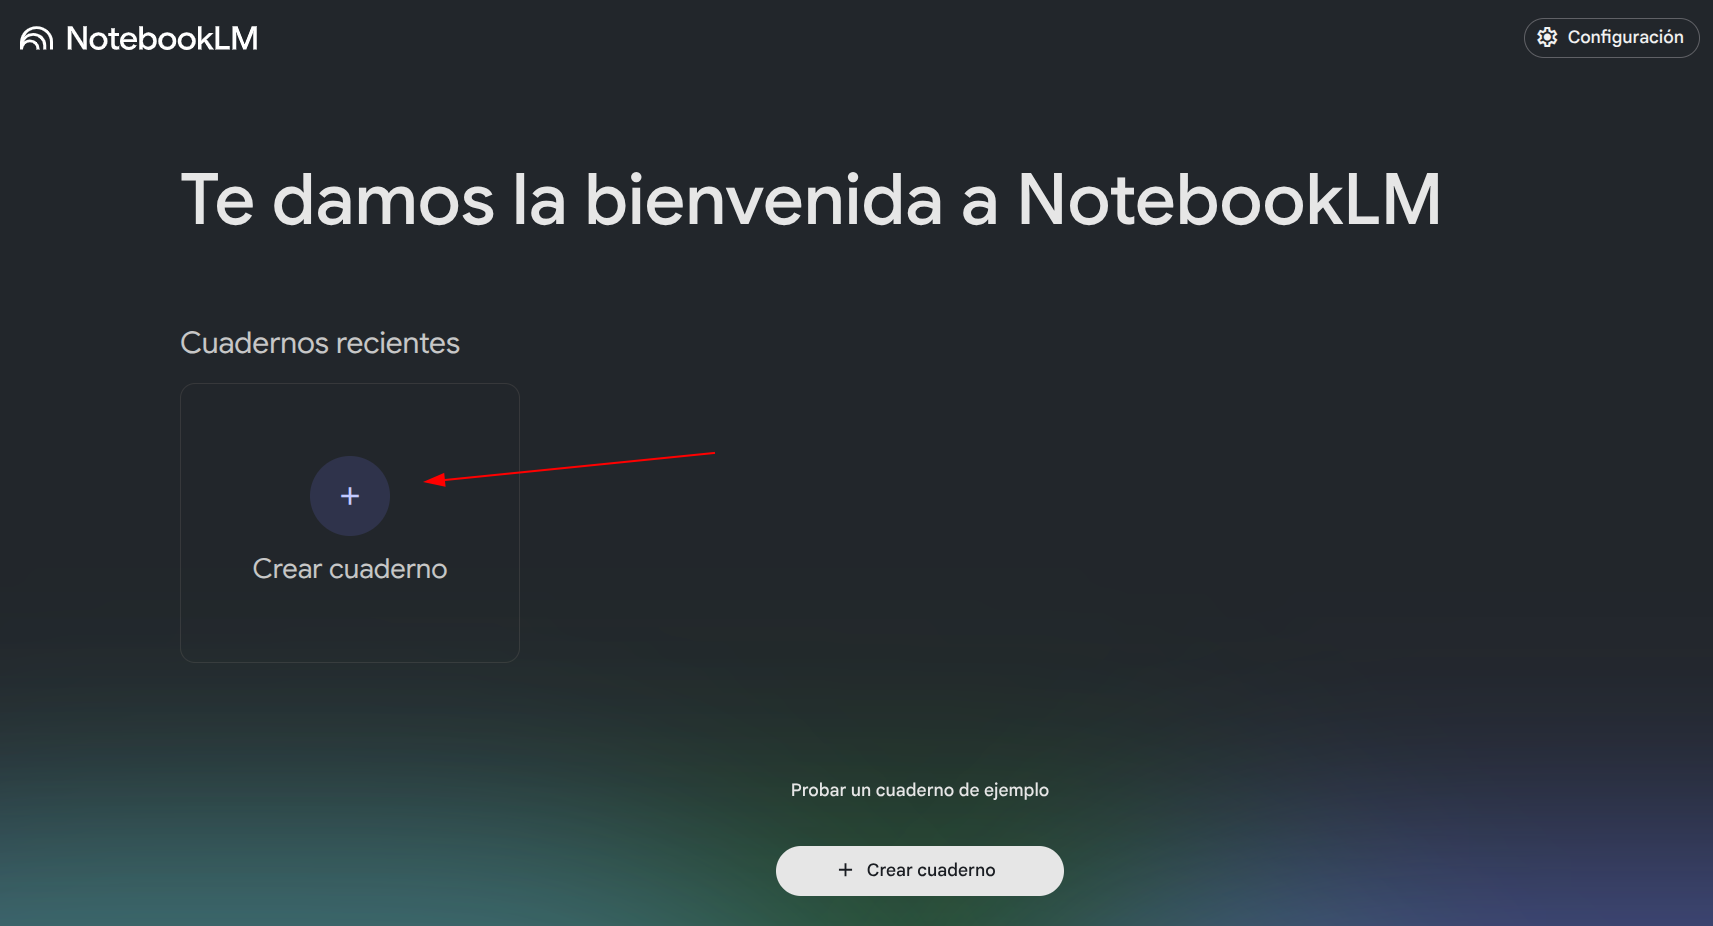 NotebookLM
Configuración
Te damos la bienvenida a NotebookLM
Cuadernos recientes
+
Crear cuaderno
Probar un cuaderno de ejemplo
+ Crear cuaderno